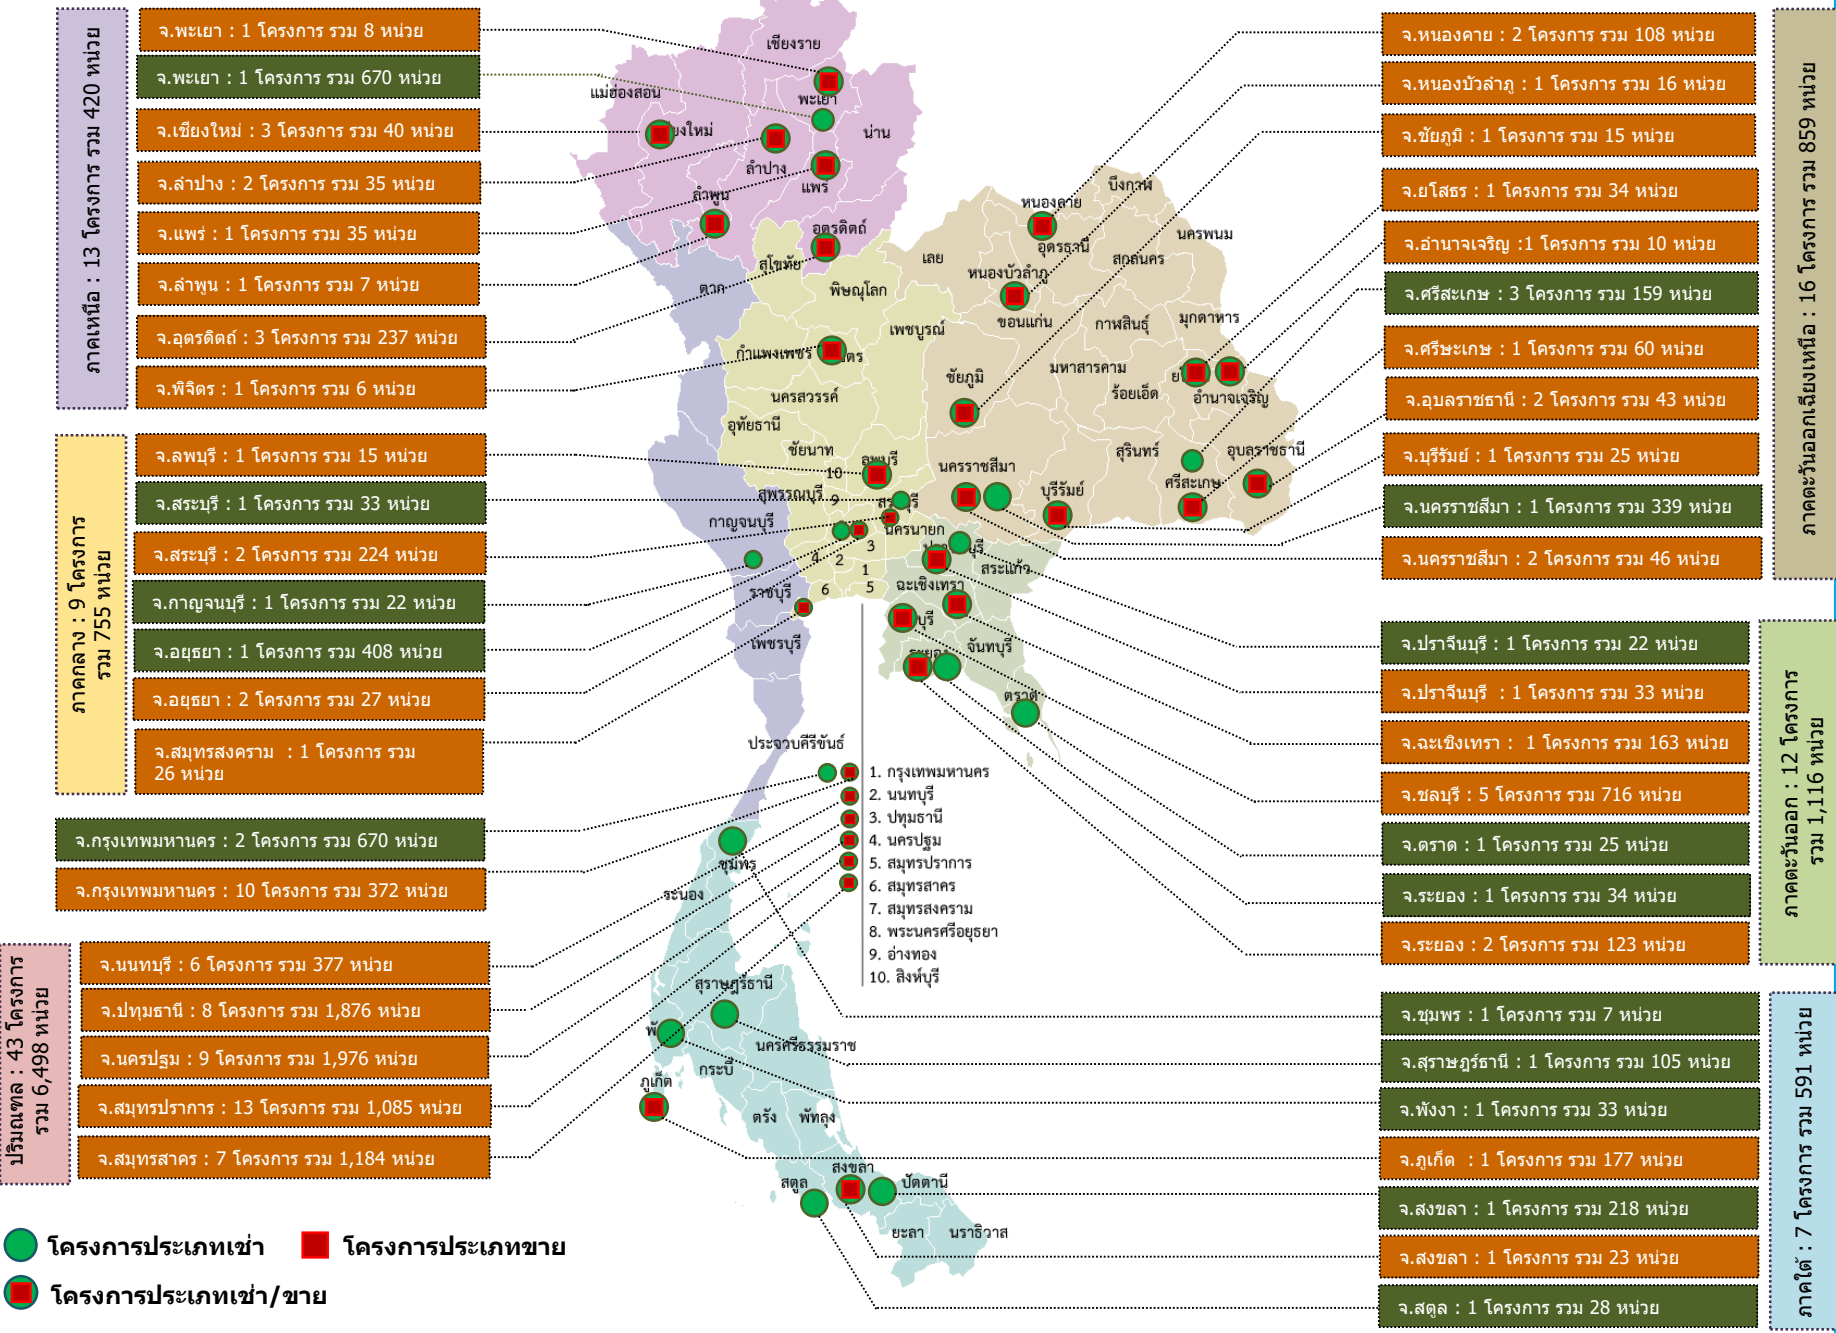 ภาคเหนือ : 13 โครงการ รวม 420 หน่วย
จ.พะเยา : 1 โครงการ รวม 8 หน่วย
จ.พะเยา : 1 โครงการ รวม 670 หน่วย
จ.เชียงใหม่ : 3 โครงการ รวม 40 หน่วย
จ.ลำปาง : 2 โครงการ รวม 35 หน่วย
จ.แพร่ : 1 โครงการ รวม 35 หน่วย
จ.ลำพูน : 1 โครงการ รวม 7 หน่วย
จ.อุตรดิตถ์ : 3 โครงการ รวม 237 หน่วย
จ.พิจิตร : 1 โครงการ รวม 6 หน่วย
ภาคกลาง : 9 โครงการ
รวม 755 หน่วย
จ.ลพบุรี : 1 โครงการ รวม 15 หน่วย
จ.สระบุรี : 1 โครงการ รวม 33 หน่วย
จ.สระบุรี : 2 โครงการ รวม 224 หน่วย
จ.กาญจนบุรี : 1 โครงการ รวม 22 หน่วย
จ.อยุธยา : 1 โครงการ รวม 408 หน่วย
จ.อยุธยา : 2 โครงการ รวม 27 หน่วย
จ.สมุทรสงคราม : 1 โครงการ รวม
26 หน่วย
จ.กรุงเทพมหานคร : 2 โครงการ รวม 670 หน่วย
จ.กรุงเทพมหานคร : 10 โครงการ รวม 372 หน่วย
ปริมณฑล : 43 โครงการ
รวม 6,498 หน่วย
จ.นนทบุรี : 6 โครงการ รวม 377 หน่วย
จ.ปทุมธานี : 8 โครงการ รวม 1,876 หน่วย
จ.นครปฐม : 9 โครงการ รวม 1,976 หน่วย
จ.สมุทรปราการ : 13 โครงการ รวม 1,085 หน่วย
จ.สมุทรสาคร : 7 โครงการ รวม 1,184 หน่วย
โครงการประเภทเช่า
โครงการประเภทขาย
โครงการประเภทเช่า/ขาย
เชียงราย
แม่ฮ่องสอน
พะเยา
น่าน
ลำปาง
แพร่
ลำพูน
อุตรดิตถ์
สุโขทัย
ตาก
พิษณุโลก
เพชบูรณ์
กำแพงเพชร
นครสวรรค์
อุทัยธานี
ชัยนาท
ลพบุรี
10
สุพรรณบุรี
9
กาญจนบุรี
นครนายก
3
4
2
1
5
6
ราชบุรี
เพชรบุรี
ประจวบคีรีขันธ์
บึงกาฬ
หนองคาย
นครพนม
อุดรธานี
สกลนคร
เลย
หนองบัวลำภู
ขอนแก่น
กาฬสินธุ์
มุกดาหาร
ชัยภูมิ
มหาสารคาม
ร้อยเอ็ด
อำนาจเจริญ
สุรินทร์
อุบลราชธานี
นครราชสีมา
บุรีรัมย์
ศรีสะเกษ
สระแก้ว
ฉะเชิงเทรา
จันทบุรี
ระยอง
ตราด
1. กรุงเทพมหานคร
2. นนทบุรี
3. ปทุมธานี
4. นครปฐม
5. สมุทรปราการ
6. สมุทรสาคร
7. สมุทรสงคราม
8. พระนครศรีอยุธยา
9. อ่างทอง
10. สิงห์บุรี
ชุมพร
ระนอง
สุราษฎร์ธานี
นครศรีธรรมราช
กระบี่
ภูเก็ต
ตรัง
พัทลุง
สงขลา
สตูล
ปัตตานี
ยะลา
นราธิวาส
จ.หนองคาย : 2 โครงการ รวม 108 หน่วย
จ.หนองบัวลำภู : 1 โครงการ รวม 16 หน่วย
จ.ชัยภูมิ : 1 โครงการ รวม 15 หน่วย
จ.ยโสธร : 1 โครงการ รวม 34 หน่วย
จ.อำนาจเจริญ :1 โครงการ รวม 10 หน่วย
จ.ศรีสะเกษ : 3 โครงการ รวม 159 หน่วย
จ.ศรีษะเกษ : 1 โครงการ รวม 60 หน่วย
จ.อุบลราชธานี : 2 โครงการ รวม 43 หน่วย
จ.บุรีรัมย์ : 1 โครงการ รวม 25 หน่วย
จ.นครราชสีมา : 1 โครงการ รวม 339 หน่วย
จ.นครราชสีมา : 2 โครงการ รวม 46 หน่วย
ภาคตะวันออกเฉียงเหนือ : 16 โครงการ รวม 859 หน่วย
จ.ปราจีนบุรี : 1 โครงการ รวม 22 หน่วย
จ.ปราจีนบุรี : 1 โครงการ รวม 33 หน่วย
จ.ฉะเชิงเทรา : 1 โครงการ รวม 163 หน่วย
จ.ชลบุรี : 5 โครงการ รวม 716 หน่วย
จ.ตราด : 1 โครงการ รวม 25 หน่วย
จ.ระยอง : 1 โครงการ รวม 34 หน่วย
จ.ระยอง : 2 โครงการ รวม 123 หน่วย
ภาคตะวันออก : 12 โครงการ
รวม 1,116 หน่วย
จ.ชุมพร : 1 โครงการ รวม 7 หน่วย
จ.สุราษฎร์ธานี : 1 โครงการ รวม 105 หน่วย
จ.พังงา : 1 โครงการ รวม 33 หน่วย
จ.ภูเก็ต : 1 โครงการ รวม 177 หน่วย
จ.สงขลา : 1 โครงการ รวม 218 หน่วย
จ.สงขลา : 1 โครงการ รวม 23 หน่วย
จ.สตูล : 1 โครงการ รวม 28 หน่วย
ภาคใต้ : 7 โครงการ รวม 591 หน่วย